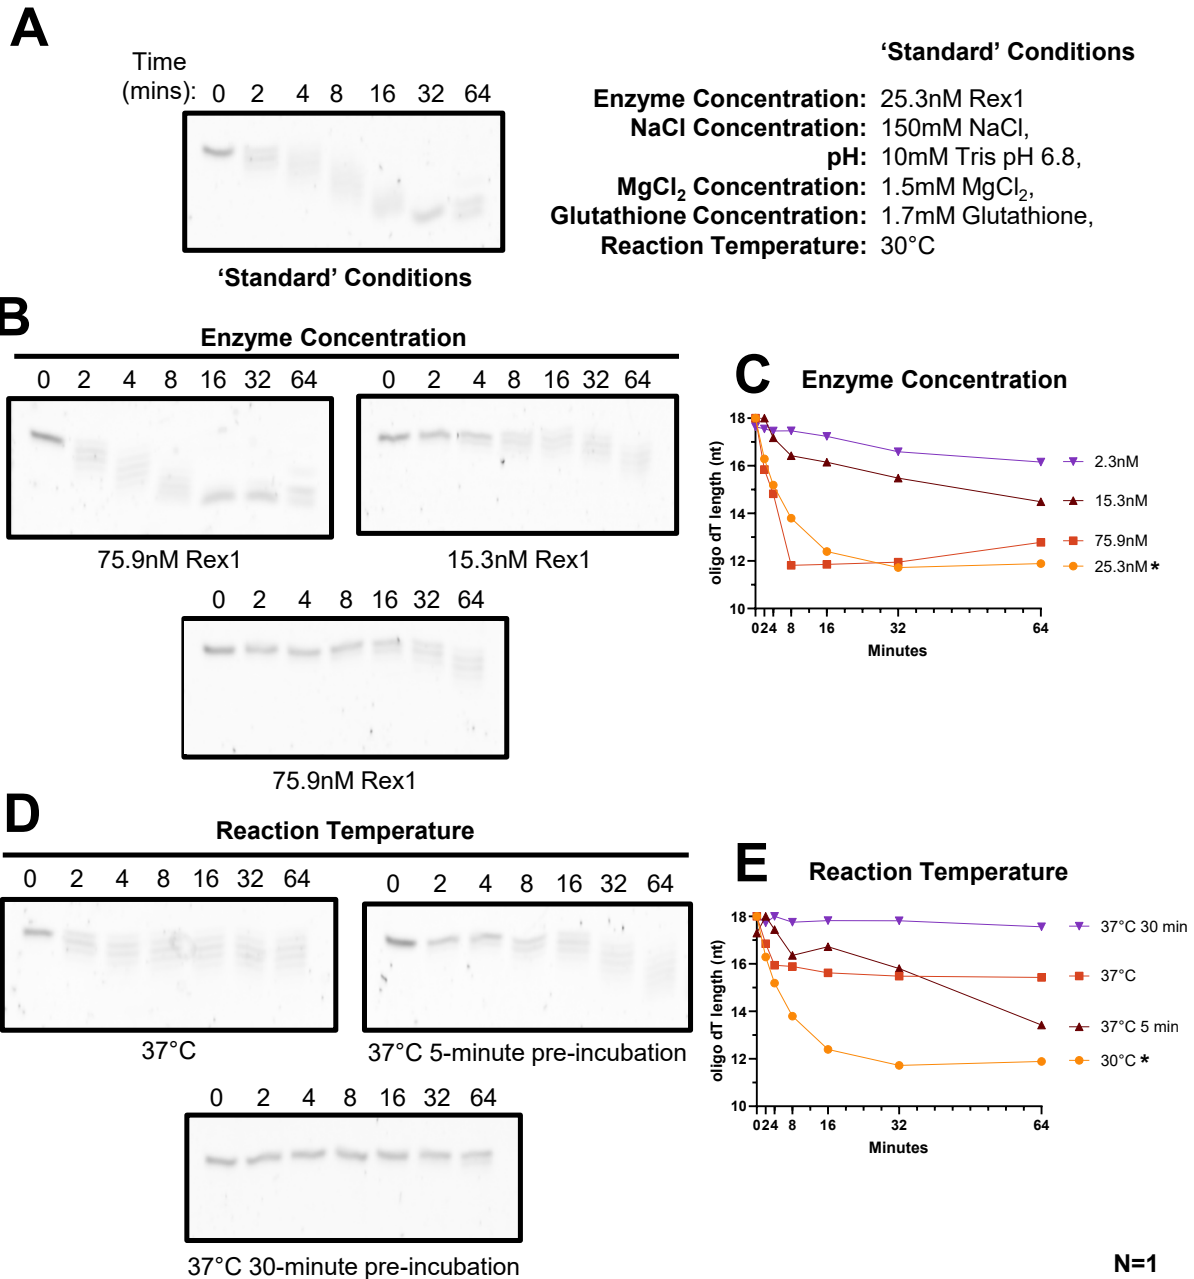 A
Time
(mins): 0 2 4 8 16 32 64
'Standard' Conditions
'Standard' Conditions
Enzyme Concentration: 25.3nM Rex1
NaCl Concentration: 150mM NaCl,
pH: 10mM Tris pH 6.8,
MgCl₂ Concentration: 1.5mM MgCl₂,
Glutathione Concentration: 1.7mM Glutathione,
Reaction Temperature: 30°C
B
Enzyme Concentration
0 2 4 8 16 32 64
0 2 4 8 16 32 64
75.9nM Rex1
15.3nM Rex1
0 2 4 8 16 32 64
75.9nM Rex1
C Enzyme Concentration
oligo dT length (nt)
18
16
14
12
10
0 2 4 8 16 32 64
Minutes
2.3nM
15.3nM
75.9nM
25.3nM*
D
Reaction Temperature
0 2 4 8 16 32 64
0 2 4 8 16 32 64
37°C
37°C 5-minute pre-incubation
0 2 4 8 16 32 64
37°C 30-minute pre-incubation
E Reaction Temperature
oligo dT length (nt)
18
16
14
12
10
0 2 4 8 16 32 64
Minutes
37°C 30 min
37°C
37°C 5 min
30°C*
N=1